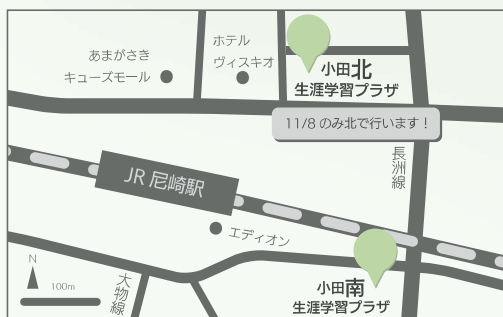 ホテル
ヴィスキオ
あまがさき
キューズモール
小田北
生涯学習プラザ
11/8 のみ北で行います！
長洲線
JR 尼崎駅
エディオン
N
100m
大物線
小田南
生涯学習プラザ